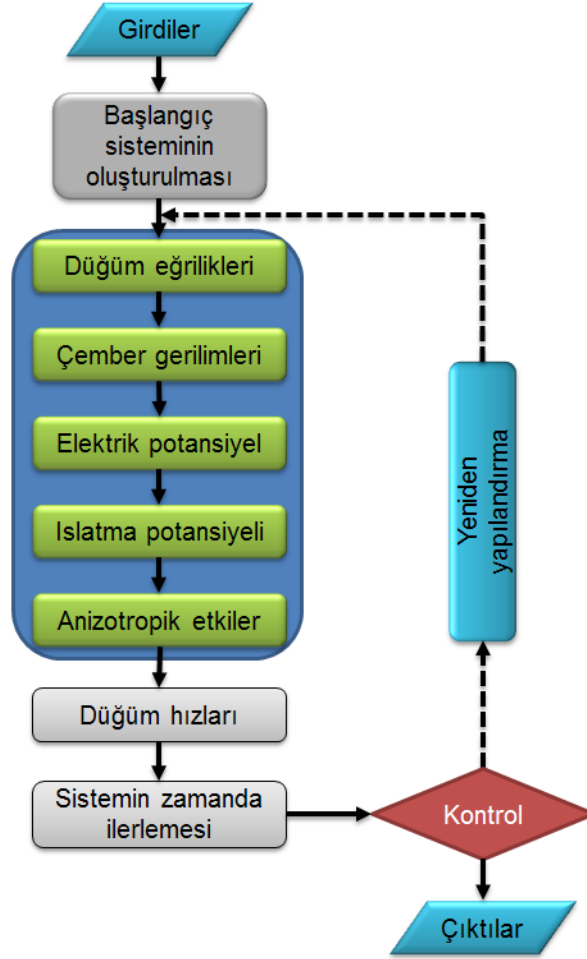 Girdiler
Başlangıç
sisteminin
oluşturulması
Düğüm eğrilikleri
Çember gerilimleri
Elektrik potansiyel
Islatma potansiyeli
Anizotropik etkiler
Düğüm hızları
Sistemin zamanda
ilerlemesi
Kontrol
Yeniden
yapılandırma
Çıktılar